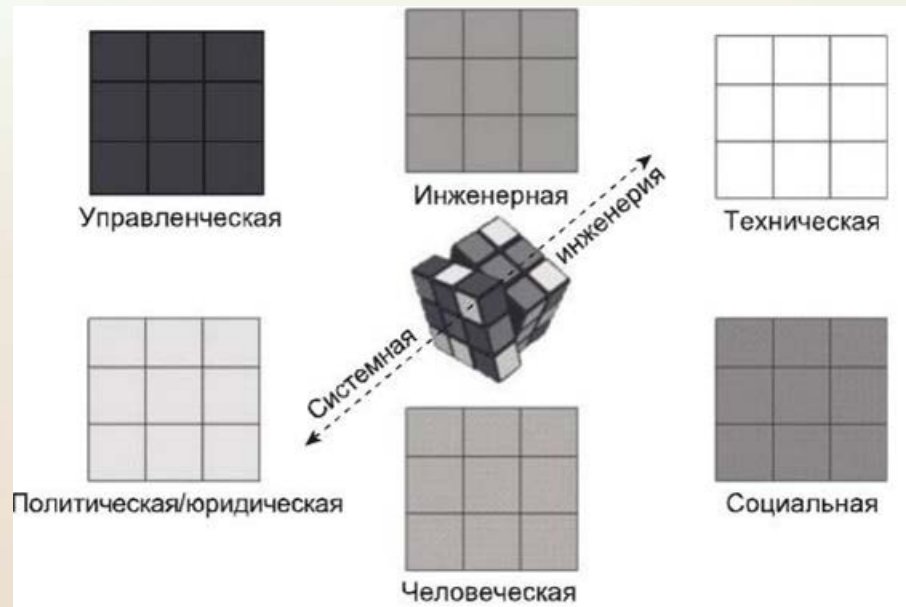 Управленческая
Инженерная
Техническая
Системная инженерия
Политическая/юридическая
Человеческая
Социальная